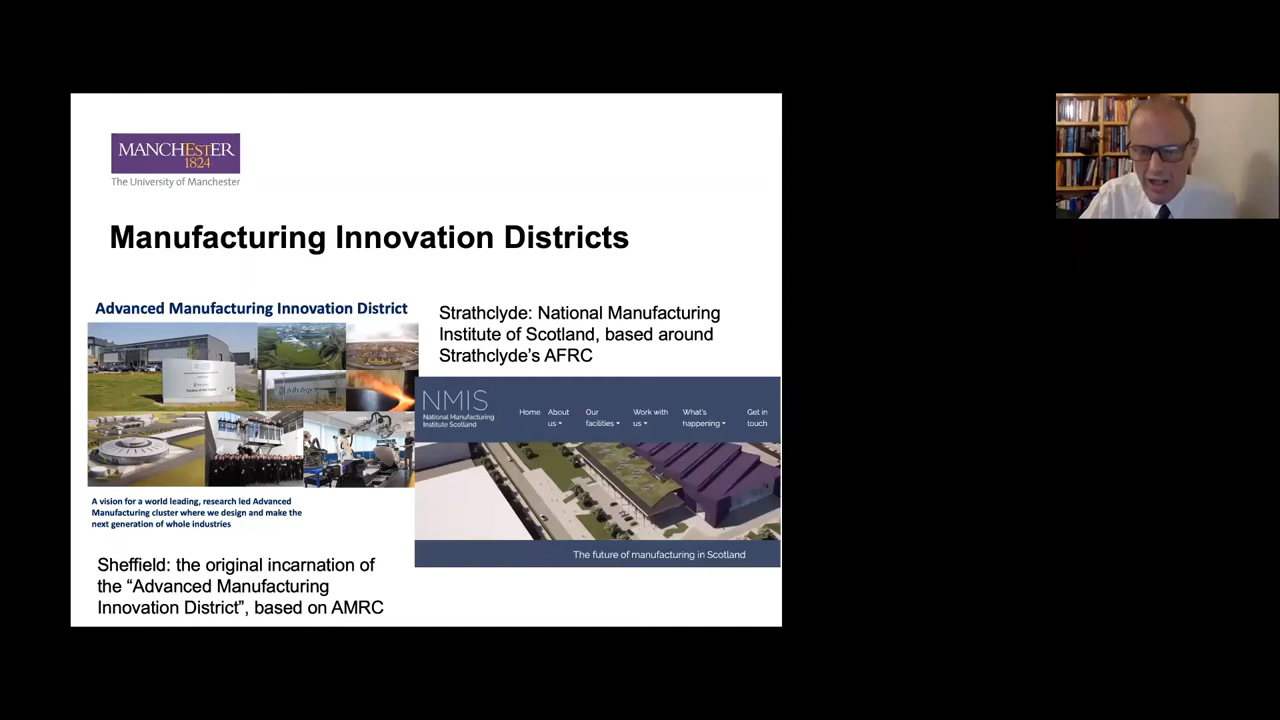 MANCHEsTER
1824
The University of Manchester
Manufacturing Innovation Districts
Advanced Manufacturing Innovation District
A vision for a world leading, research led Advanced
Manufacturing cluster where we design and make the
next generation of whole industries
Sheffield: the original incarnation of
the “Advanced Manufacturing
Innovation District”, based on AMRC
Strathclyde: National Manufacturing
Institute of Scotland, based around
Strathclyde’s AFRC
NMIS
National Manufacturing
Institute Scotland
Home
About
us
Our
facilities
Work with
us
What's
happening
Get in
touch
The future of manufacturing in Scotland